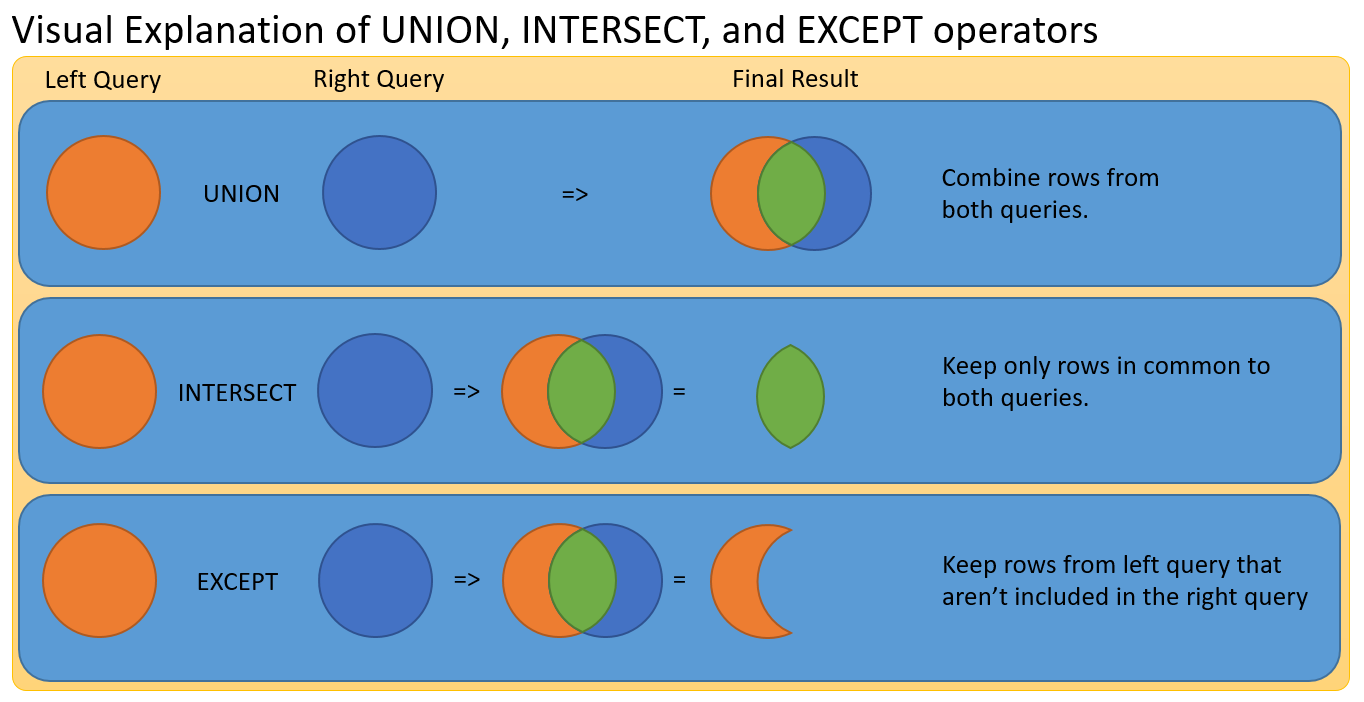 Visual Explanation of UNION, INTERSECT, and EXCEPT operators
Left Query
Right Query
Final Result
UNION
=>
Combine rows from
both queries.
INTERSECT
=>
=
Keep only rows in common to
both queries.
EXCEPT
=>
=
Keep rows from left query that
aren’t included in the right query